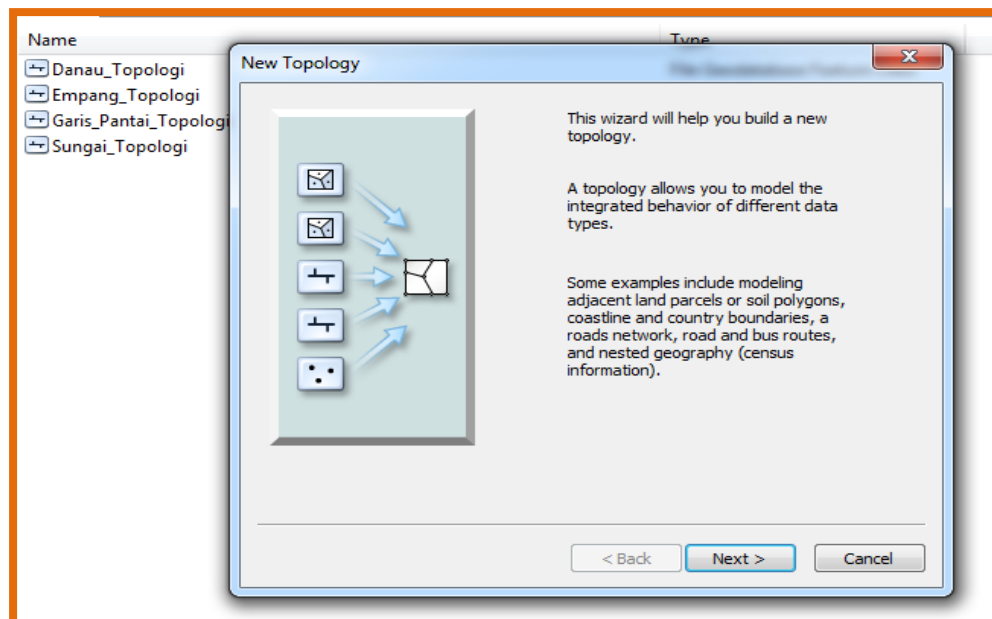 Name Type
Danau_Topologi
Empang_Topologi
Garis_Pantai_Topologi
Sungai_Topologi
New Topology
This wizard will help you build a new
topology.
A topology allows you to model the
integrated behavior of different data
types.
Some examples include modeling
adjacent land parcels or soil polygons,
coastline and country boundaries, a
roads network, road and bus routes,
and nested geography (census
information).
< Back Next > Cancel